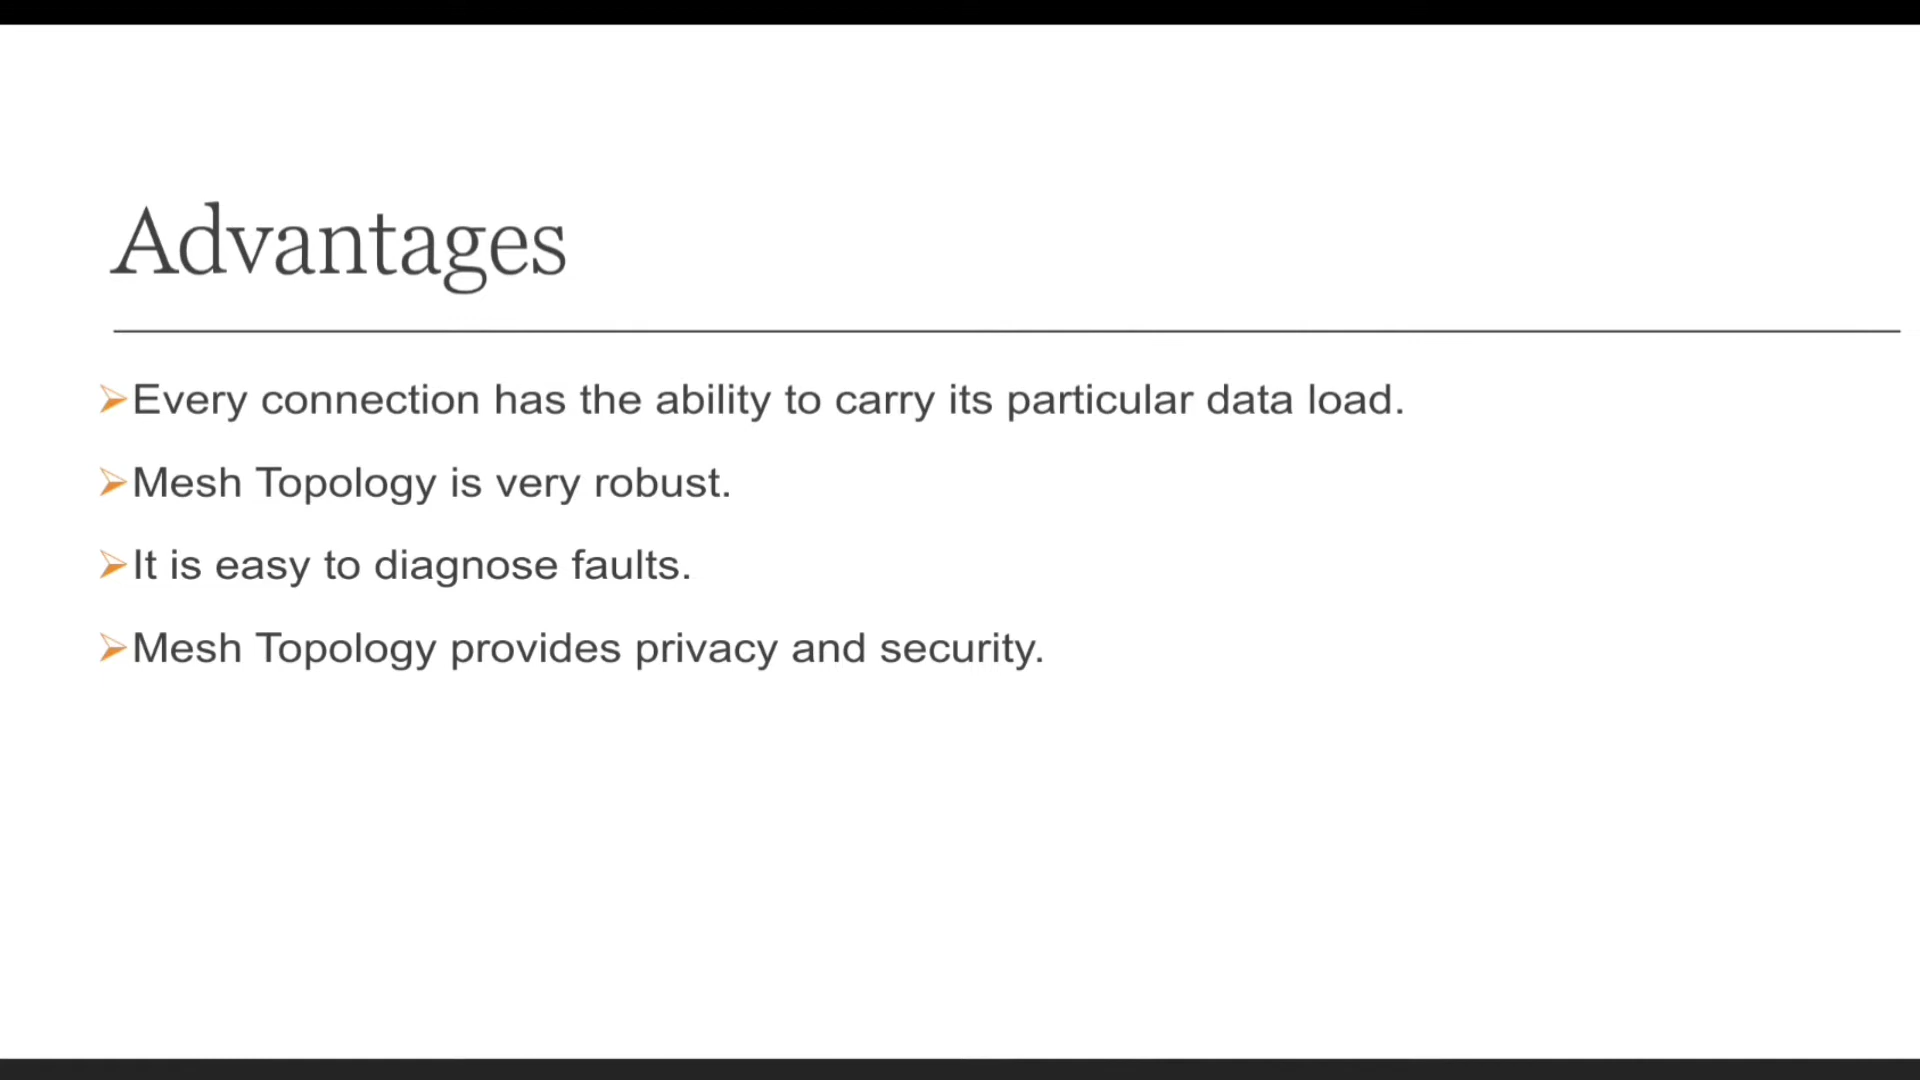 Advantages
➢Every connection has the ability to carry its particular data load.
➢Mesh Topology is very robust.
➢It is easy to diagnose faults.
➢Mesh Topology provides privacy and security.